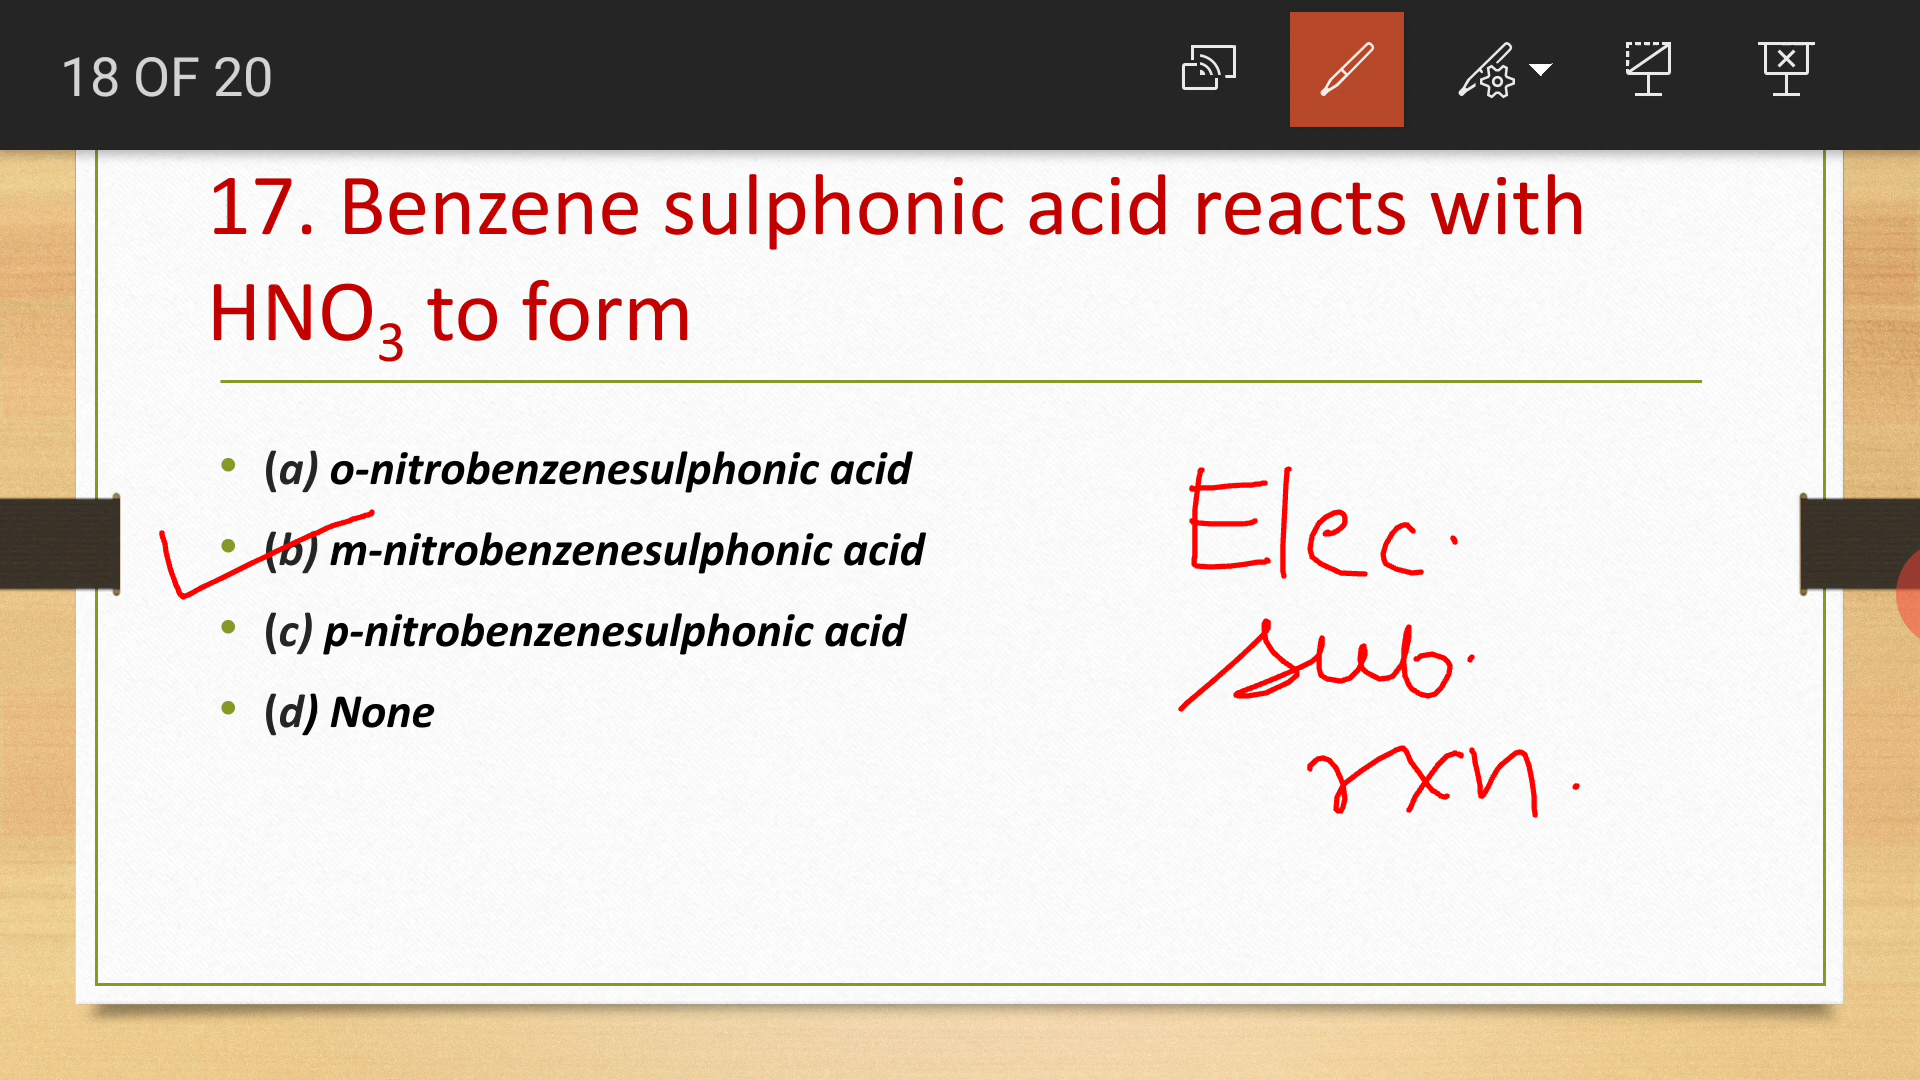 18 OF 20
17. Benzene sulphonic acid reacts with
HNO₃ to form
• (a) o-nitrobenzenesulphonic acid
• (b) m-nitrobenzenesulphonic acid
• (c) p-nitrobenzenesulphonic acid
• (d) None
Elec.
sub.
rxn.